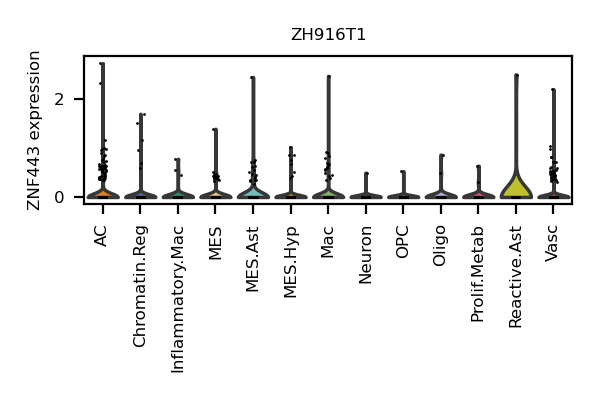 ZH916T1
ZNF443 expression
2
0
AC
Chromatin.Reg
Inflammatory.Mac
MES
MES.Ast
MES.Hyp
Mac
Neuron
OPC
Oligo
Prolif.Metab
Reactive.Ast
Vasc